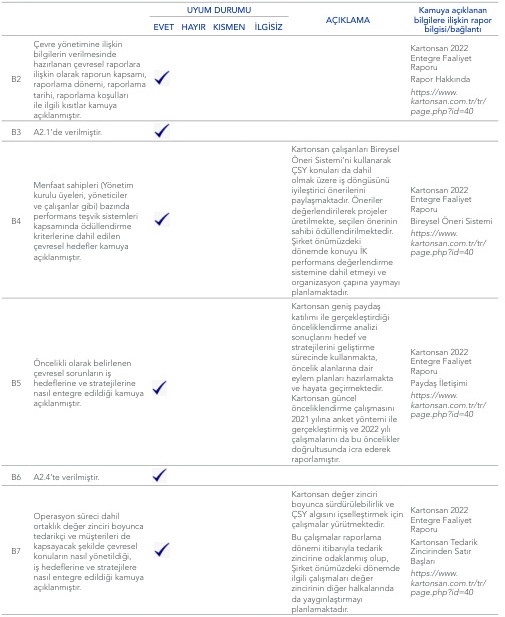 UYUM DURUMU
EVET HAYIR KISMEN İLGİSİZ
AÇIKLAMA
Kamuya açıklanan
bilgilere ilişkin rapor
bilgisi/bağlantı
B2
Çevre yönetimine ilişkin
bilgilerin verilmesinde
hazırlanan çevresel raporlara
ilişkin olarak raporun kapsamı,
raporlama dönemi, raporlama
tarihi, raporlama koşulları
ile ilgili kısıtlar kamuya
açıklanmıştır.
Kartonsan 2022
Entegre Faaliyet
Raporu
Rapor Hakkında
https://www.
kartonsan.com.tr/tr/
page.php?id=40
B3
A2.1'de verilmiştir.
B4
Menfaat sahipleri (Yönetim
kurulu üyeleri, yöneticiler
ve çalışanlar gibi) bazında
performans teşvik sistemleri
kapsamında ödüllendirme
kriterlerine dahil edilen
çevresel hedefler kamuya
açıklanmıştır.
Kartonsan çalışanları Bireysel
Öneri Sistemi'ni kullanarak
ÇSY konuları da dahil
olmak üzere iş döngüsünü
iyileştirici önerilerini
paylaşmaktadır. Öneriler
değerlendirilerek projeler
üretilmekte, seçilen önerinin
sahibi ödüllendirilmektedir.
Şirket önümüzdeki
dönemde konuyu İK
performans değerlendirme
sistemine dahil etmeyi ve
organizasyon çapına yaymayı
planlamaktadır.
Kartonsan 2022
Entegre Faaliyet
Raporu
Bireysel Öneri Sistemi
https://www.
kartonsan.com.tr/tr/
page.php?id=40
B5
Öncelikli olarak belirlenen
çevresel sorunların iş
hedeflerine ve stratejilerine
nasıl entegre edildiği kamuya
açıklanmıştır.
Kartonsan geniş paydaş
katılımı ile gerçekleştirdiği
önceliklendirme analizi
sonuçlarını hedef ve
stratejilerini geliştirme
sürecinde kullanmakta,
öncelik alanlarına dair
eylem planları hazırlamakta
ve hayata geçirmektedir.
Kartonsan güncel
önceliklendirme çalışmasını
2021 yılına anket yöntemi ile
gerçekleştirmiş ve 2022 yılı
çalışmalarını da bu öncelikler
doğrultusunda icra ederek
raporlamıştır.
Kartonsan 2022
Entegre Faaliyet
Raporu
Paydaş İletişimi
https://www.
kartonsan.com.tr/tr/
page.php?id=40
B6
A2.4'te verilmiştir.
B7
Operasyon süreci dahil
ortaklık değer zinciri boyunca
tedarikçi ve müşterileri de
kapsayacak şekilde çevresel
konuların nasıl yönetildiği,
iş hedeflerine ve stratejilere
nasıl entegre edildiği kamuya
açıklanmıştır.
Kartonsan değer zinciri
boyunca sürdürülebilirlik ve
ÇSY algısını içselleştirmek için
çalışmalar yürütmektedir.
Bu çalışmalar raporlama
dönemi itibarıyla tedarik
zincirine odaklanmış olup,
Şirket önümüzdeki dönemde
ilgili çalışmaları değer
zincirinin diğer halkalarında
da yaygınlaştırmayı
planlamaktadır.
Kartonsan 2022
Entegre Faaliyet
Raporu
Kartonsan Tedarik
Zincirinden Satır
Başları
https://www.
kartonsan.com.tr/tr/
page.php?id=40